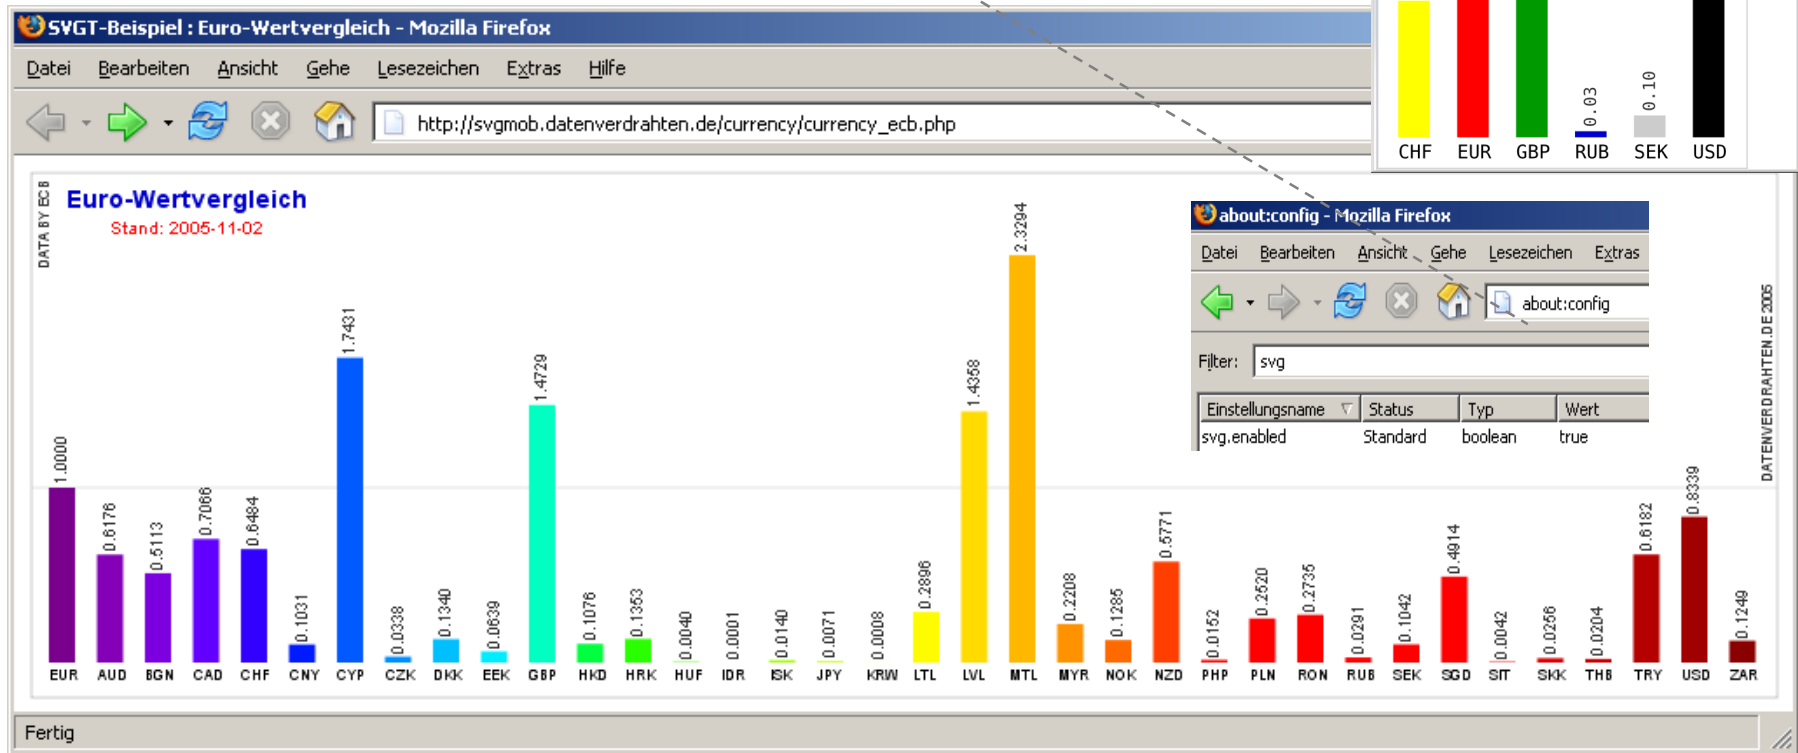 SVGT-Beispiel : Euro-Wertvergleich - Mozilla Firefox
Datei Bearbeiten Ansicht Gehe Lesezeichen Extras Hilfe
http://svgmob.datenverdrahten.de/currency/currency_ecb.php
0.03 0.10
CHF EUR GBP RUB SEK USD
DATA BY ECB
Euro-Wertvergleich
Stand: 2005-11-02
about:config - Mozilla Firefox
Datei Bearbeiten Ansicht Gehe Lesezeichen Extras
about:config
Filter: svg
Einstellungsname Status Typ Wert
svg.enabled Standard boolean true
DATENVERDRAHTEN.DE 2005
1.0000 0.6176 0.5113 0.7066 0.6484 0.1031 1.7431 0.0338 0.1340 0.0639 1.4729 0.1076 0.1353 0.0040 0.0001 0.0140 0.0071 0.0008 0.2896 1.4358 2.3294 0.2208 0.1285 0.5771 0.0152 0.2520 0.2735 0.0291 0.1042 0.4914 0.0042 0.0256 0.0204 0.6182 0.8339 0.1249
EUR AUD BGN CAD CHF CNY CYP CZK DKK EEK GBP HKD HRK HUF IDR ISK JPY KRW LTL LVL MTL MYR NOK NZD PHP PLN RON RUB SEK SGD SIT SKK THB TRY USD ZAR
Fertig